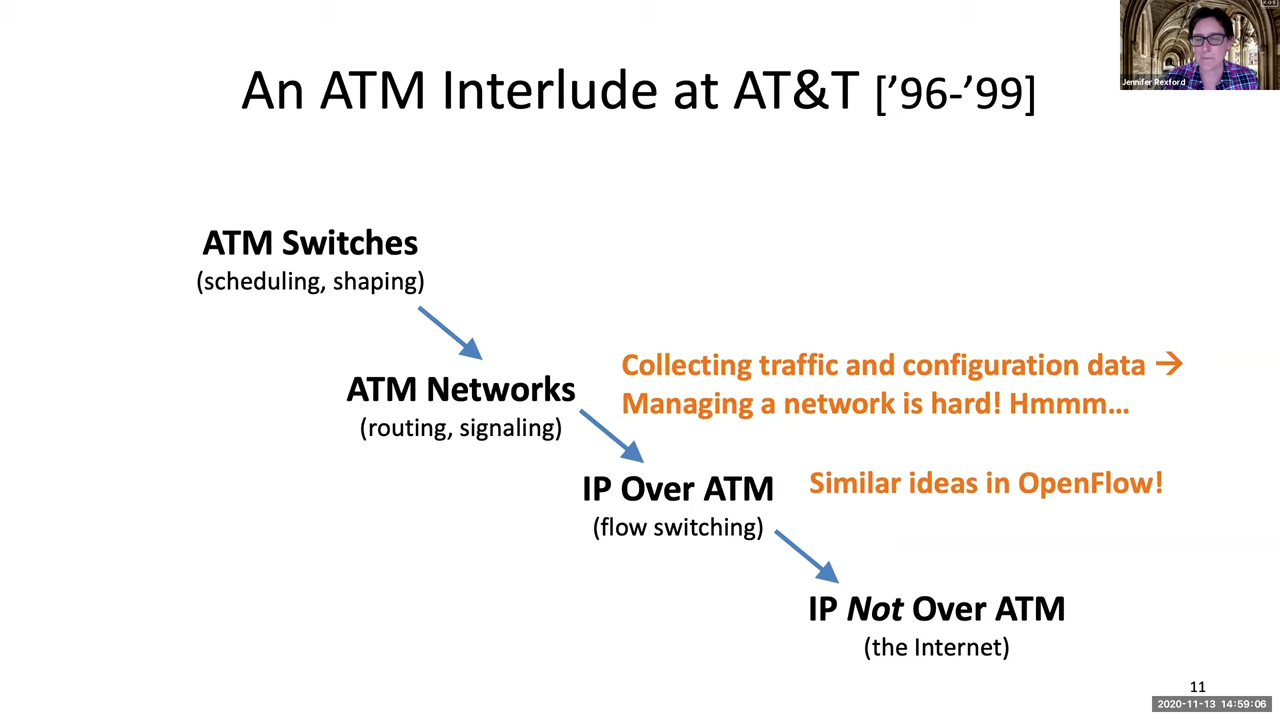 Jennifer Rexford
An ATM Interlude at AT&T [’96-’99]
ATM Switches
(scheduling, shaping)
Collecting traffic and configuration data →
Managing a network is hard! Hmmm…
ATM Networks
(routing, signaling)
IP Over ATM
(flow switching)
Similar ideas in OpenFlow!
IP Not Over ATM
(the Internet)
11
2020-11-13 14:59:06